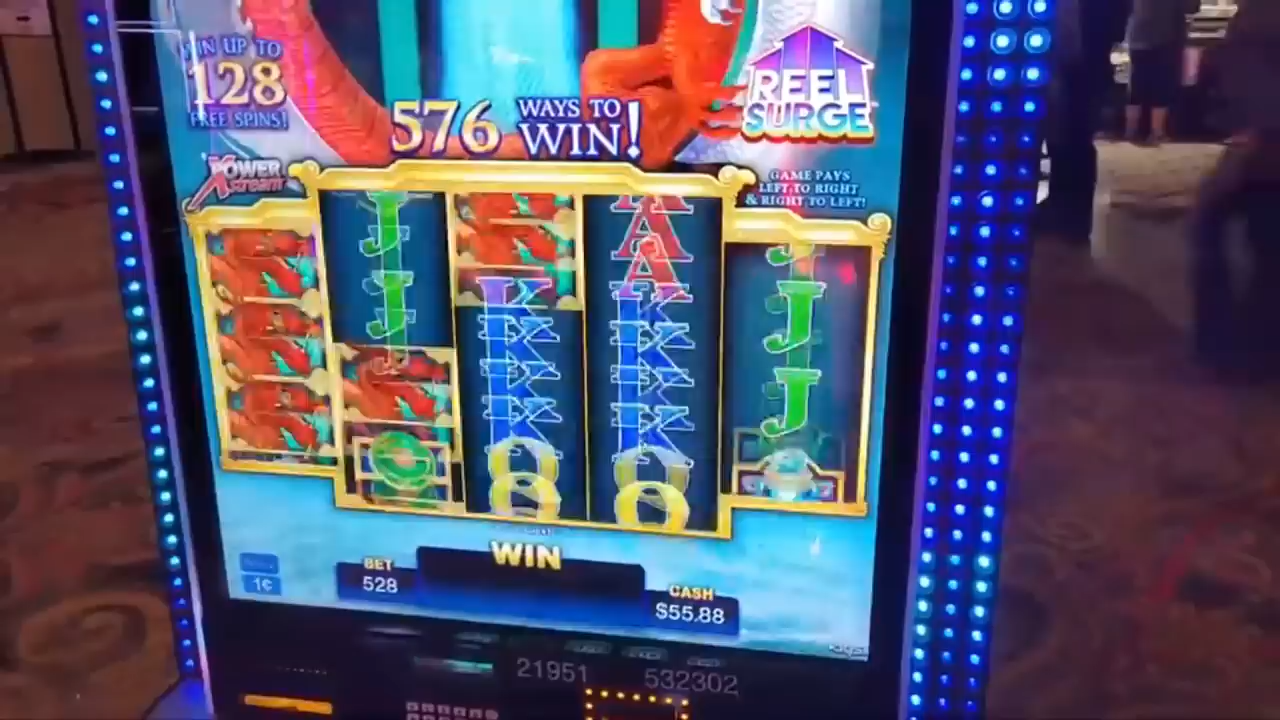 WIN UP TO
128
FREE SPINS!
576 WAYS TO WIN!
REEL
SURGE
POWER
Xstream
GAME PAYS
LEFT TO RIGHT
& RIGHT TO LEFT!
J
J
K
K
K
K
Q
Q
A
A
K
K
K
K
Q
Q
J
J
J
WIN
BET
528
1¢
CASH
$55.88
21951
532302